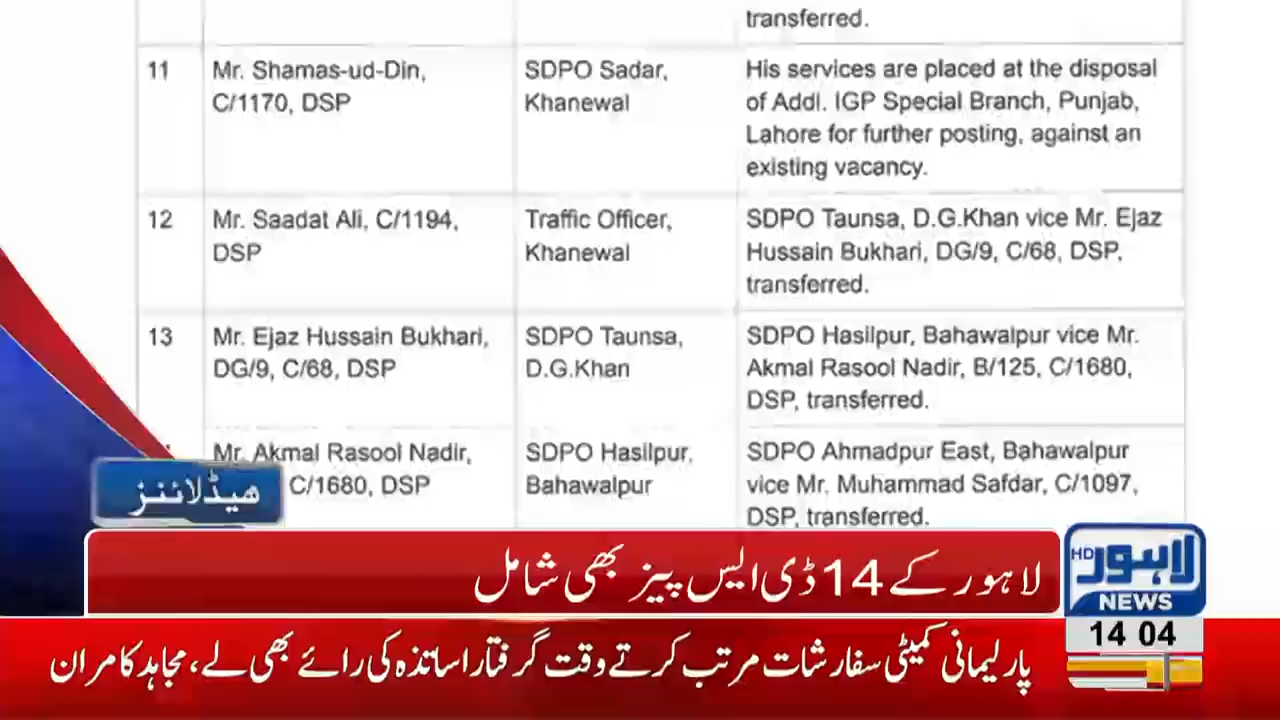 transferred.
11
Mr. Shamas-ud-Din,
C/1170, DSP
SDPO Sadar,
Khanewal
His services are placed at the disposal
of Addl. IGP Special Branch, Punjab,
Lahore for further posting, against an
existing vacancy.
12
Mr. Saadat Ali, C/1194,
DSP
Traffic Officer,
Khanewal
SDPO Taunsa, D.G.Khan vice Mr. Ejaz
Hussain Bukhari, DG/9, C/68, DSP,
transferred.
13
Mr. Ejaz Hussain Bukhari,
DG/9, C/68, DSP
SDPO Taunsa,
D.G.Khan
SDPO Hasilpur, Bahawalpur vice Mr.
Akmal Rasool Nadir, B/125, C/1680,
DSP, transferred.
Mr. Akmal Rasool Nadir,
C/1680, DSP
SDPO Hasilpur,
Bahawalpur
SDPO Ahmadpur East, Bahawalpur
vice Mr. Muhammad Safdar, C/1097,
DSP, transferred.
ہیڈلائنز
لاہور کے 14 ڈی ایس پیز بھی شامل
لاہور HD
NEWS
14 04
پارلیمانی کمیٹی سفارشات مرتب کرتے وقت گرفتار اساتذہ کی رائے بھی لے، مجاہد کامران